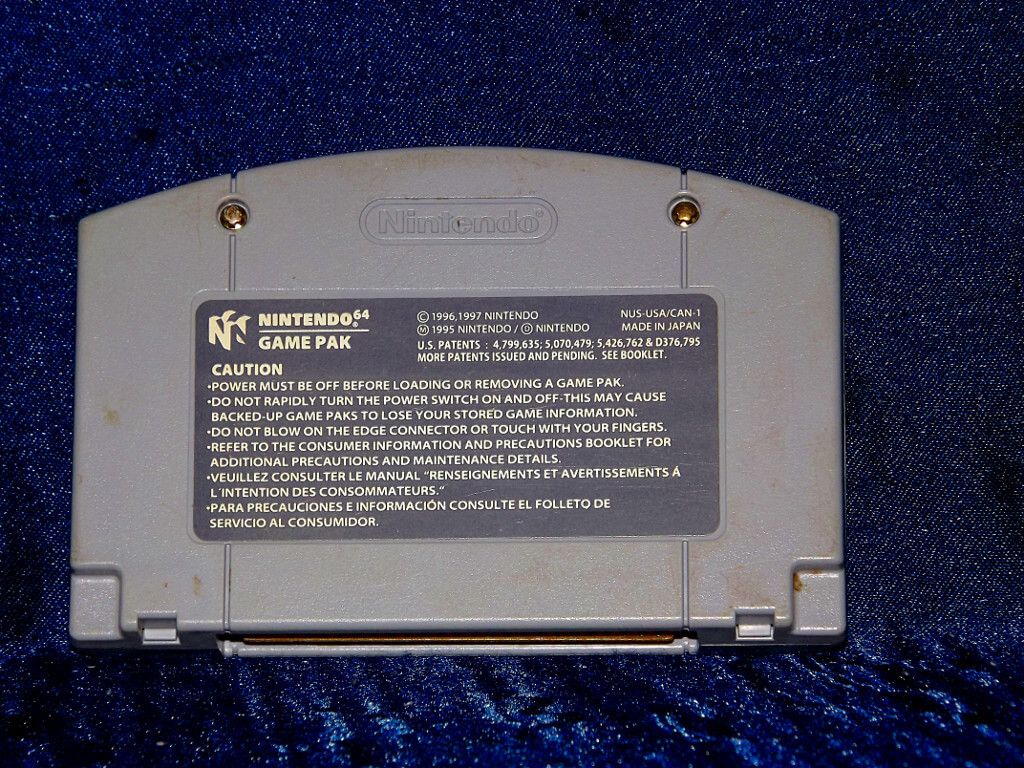 Nintendo®
NINTENDO⁶⁴
GAME PAK
© 1996,1997 NINTENDO
Ⓜ 1995 NINTENDO / Ⓓ NINTENDO
NUS-USA/CAN-1
MADE IN JAPAN
U.S. PATENTS : 4,799,635; 5,070,479; 5,426,762 & D376,795
MORE PATENTS ISSUED AND PENDING. SEE BOOKLET.
CAUTION
•POWER MUST BE OFF BEFORE LOADING OR REMOVING A GAME PAK.
•DO NOT RAPIDLY TURN THE POWER SWITCH ON AND OFF-THIS MAY CAUSE
BACKED-UP GAME PAKS TO LOSE YOUR STORED GAME INFORMATION.
•DO NOT BLOW ON THE EDGE CONNECTOR OR TOUCH WITH YOUR FINGERS.
•REFER TO THE CONSUMER INFORMATION AND PRECAUTIONS BOOKLET FOR
ADDITIONAL PRECAUTIONS AND MAINTENANCE DETAILS.
•VEUILLEZ CONSULTER LE MANUAL "RENSEIGNEMENTS ET AVERTISSEMENTS Á
L'INTENTION DES CONSOMMATEURS."
•PARA PRECAUCIONES E INFORMACIÓN CONSULTE EL FOLLETO DE
SERVICIO AL CONSUMIDOR.